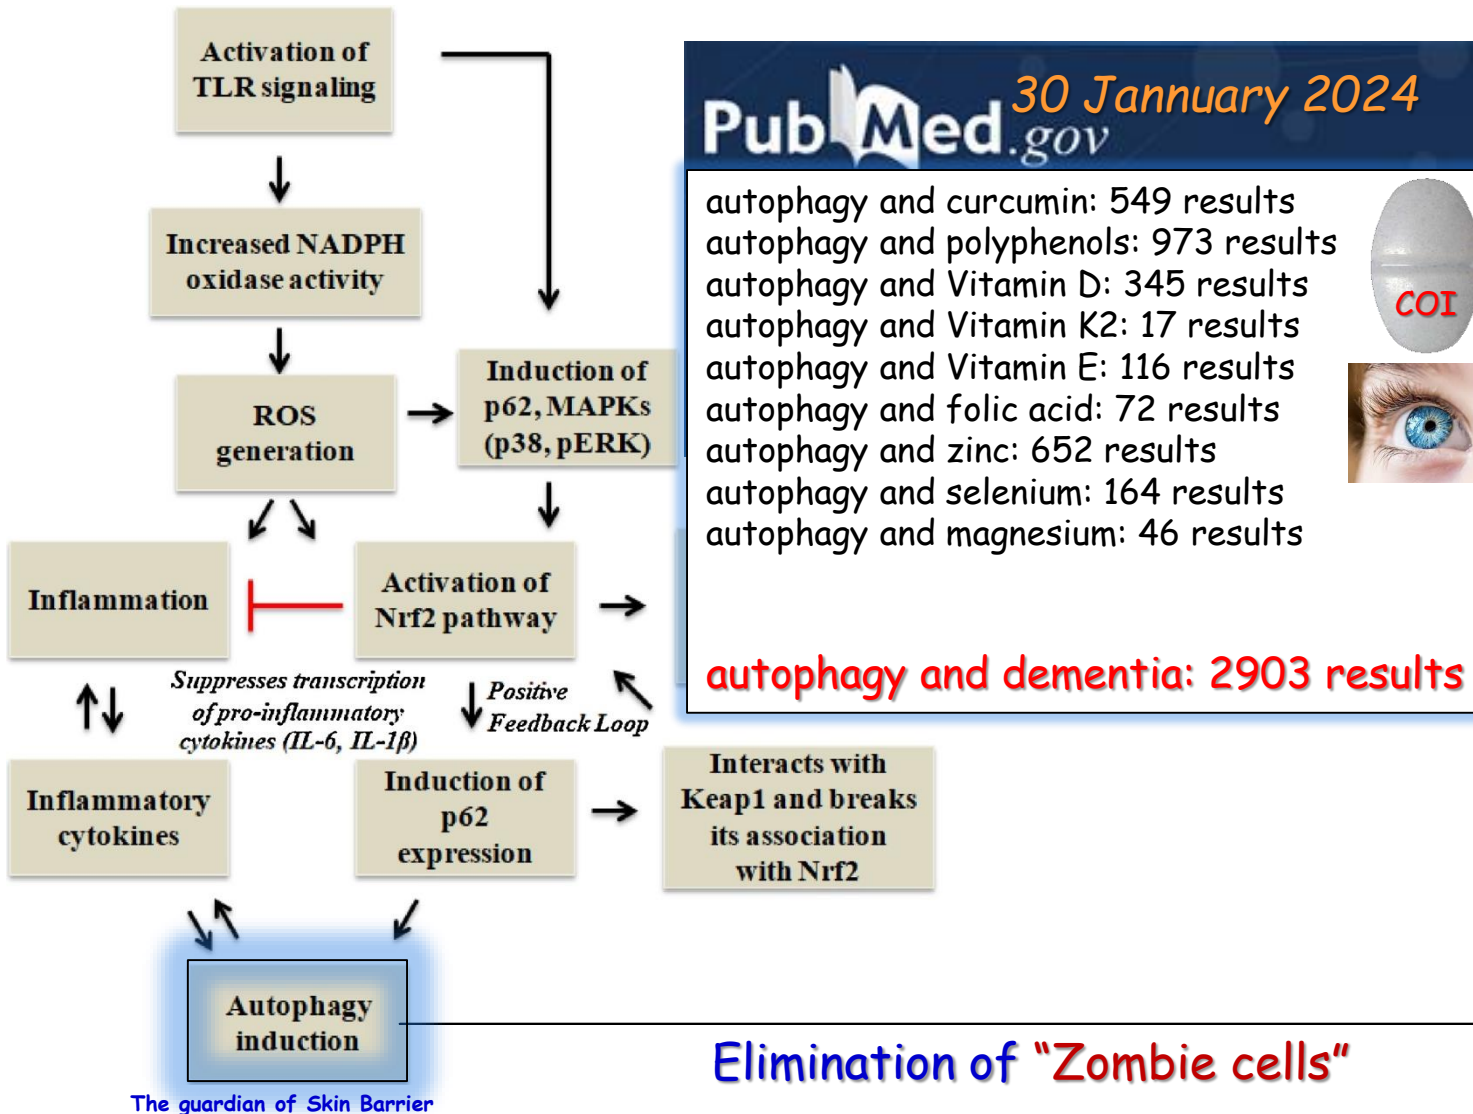 Activation of
TLR signaling
Increased NADPH
oxidase activity
ROS
generation
Induction of
p62, MAPKs
(p38, pERK)
Inflammation
Activation of
Nrf2 pathway
Suppresses transcription
of pro-inflammatory
cytokines (IL-6, IL-1β)
Positive
Feedback Loop
Inflammatory
cytokines
Induction of
p62
expression
Interacts with
Keap1 and breaks
its association
with Nrf2
Autophagy
induction
The guardian of Skin Barrier
PubMed.gov
30 Jannuary 2024
autophagy and curcumin: 549 results
autophagy and polyphenols: 973 results
autophagy and Vitamin D: 345 results
autophagy and Vitamin K2: 17 results
autophagy and Vitamin E: 116 results
autophagy and folic acid: 72 results
autophagy and zinc: 652 results
autophagy and selenium: 164 results
autophagy and magnesium: 46 results
COI
autophagy and dementia: 2903 results
Elimination of “Zombie cells”